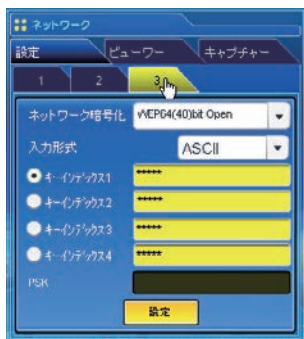 ネットワーク
設定 ビューワー キャプチャー
1 2 3
ネットワーク暗号化 WEP64(40)bit Open
入力形式 ASCII
キーインデックス1 *****
キーインデックス2 *****
キーインデックス3 *****
キーインデックス4 *****
PSK
設定